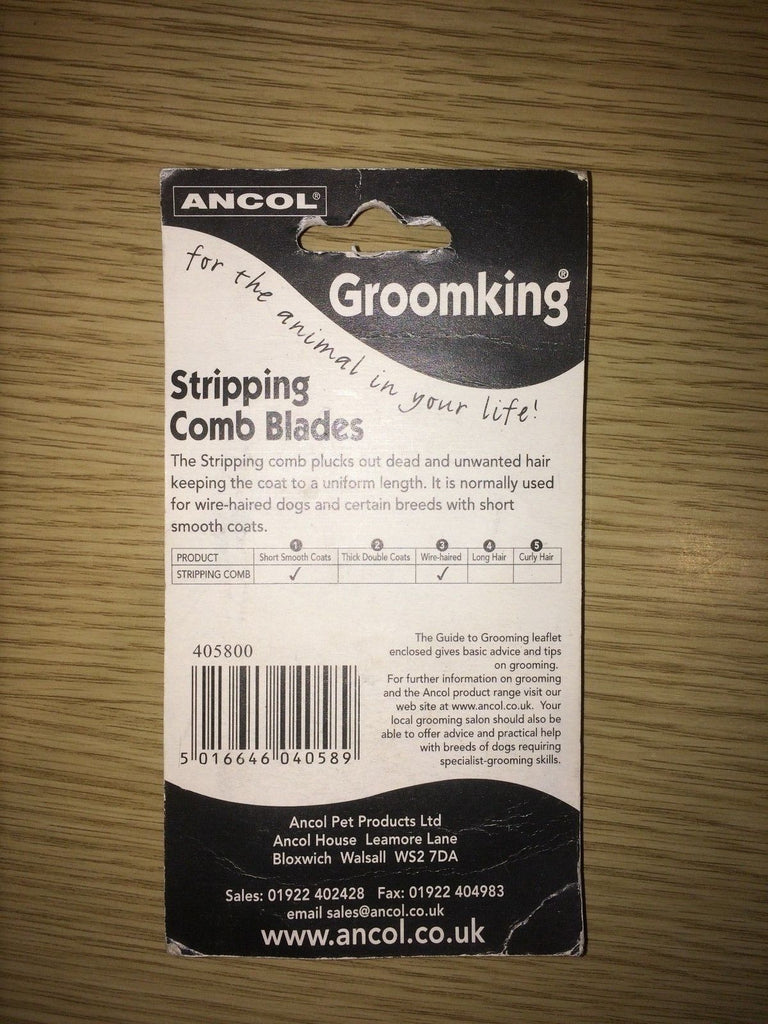 ANCOL®
Groomking®
for the animal in your life!
Stripping
Comb Blades
The Stripping comb plucks out dead and unwanted hair
keeping the coat to a uniform length. It is normally used
for wire-haired dogs and certain breeds with short
smooth coats.
1 2 3 4 5
PRODUCT Short Smooth Coats Thick Double Coats Wire-haired Long Hair Curly Hair
STRIPPING COMB ✓ ✓
405800
5 016646 040589
The Guide to Grooming leaflet
enclosed gives basic advice and tips
on grooming.
For further information on grooming
and the Ancol product range visit our
web site at www.ancol.co.uk. Your
local grooming salon should also be
able to offer advice and practical help
with breeds of dogs requiring
specialist-grooming skills.
Ancol Pet Products Ltd
Ancol House Leamore Lane
Bloxwich Walsall WS2 7DA
Sales: 01922 402428 Fax: 01922 404983
email sales@ancol.co.uk
www.ancol.co.uk